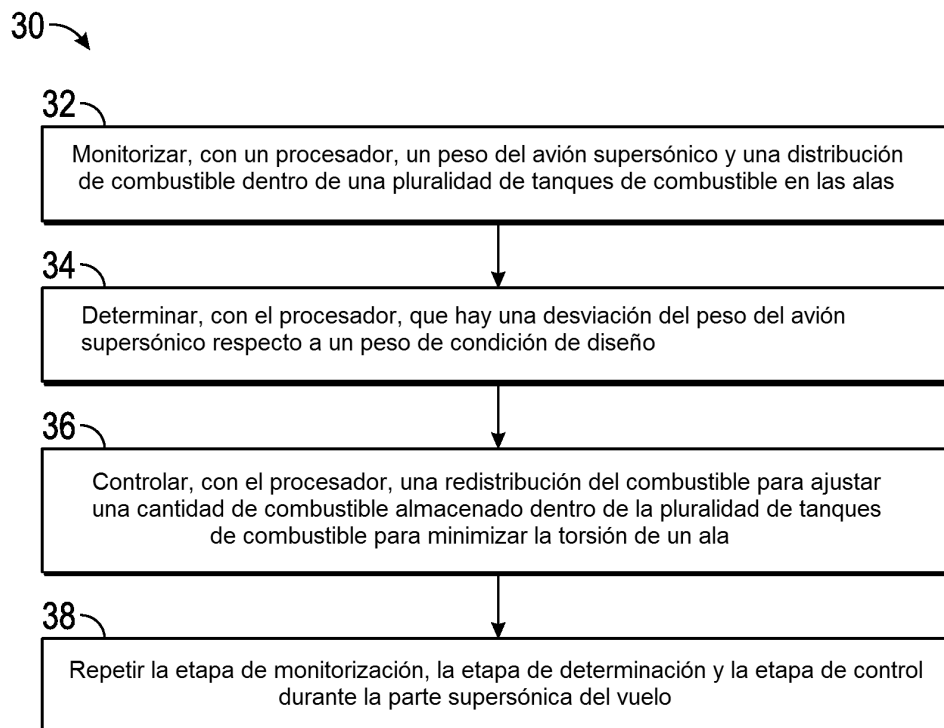 30
32
Monitorizar, con un procesador, un peso del avión supersónico y una distribución
de combustible dentro de una pluralidad de tanques de combustible en las alas
34
Determinar, con el procesador, que hay una desviación del peso del avión
supersónico respecto a un peso de condición de diseño
36
Controlar, con el procesador, una redistribución del combustible para ajustar
una cantidad de combustible almacenado dentro de la pluralidad de tanques
de combustible para minimizar la torsión de un ala
38
Repetir la etapa de monitorización, la etapa de determinación y la etapa de control
durante la parte supersónica del vuelo